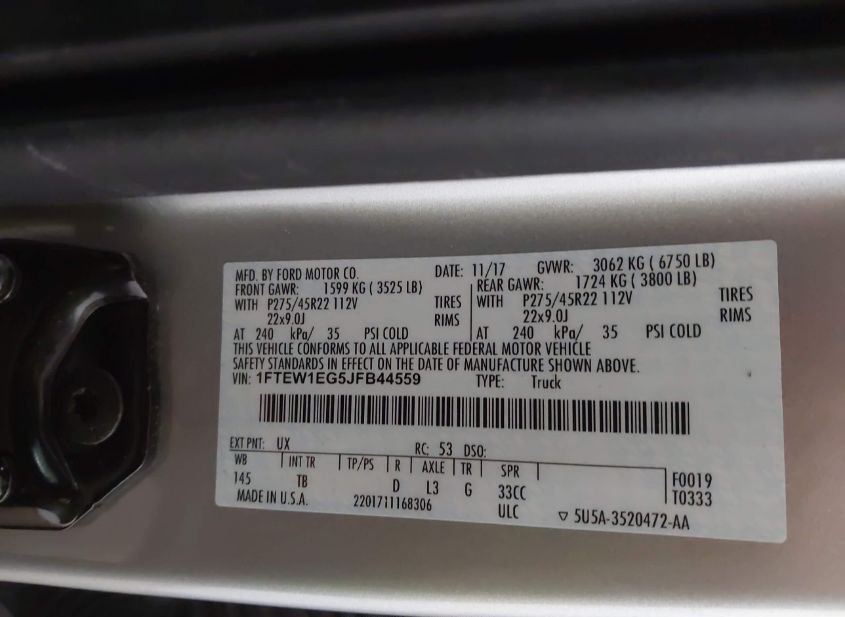 MFD. BY FORD MOTOR CO. DATE: 11/17 GVWR: 3062 KG ( 6750 LB)
FRONT GAWR: 1599 KG ( 3525 LB) REAR GAWR: 1724 KG ( 3800 LB)
WITH P275/45R22 112V TIRES WITH P275/45R22 112V TIRES
22x9.0J RIMS 22x9.0J RIMS
AT 240 kPa/ 35 PSI COLD AT 240 kPa/ 35 PSI COLD
THIS VEHICLE CONFORMS TO ALL APPLICABLE FEDERAL MOTOR VEHICLE
SAFETY STANDARDS IN EFFECT ON THE DATE OF MANUFACTURE SHOWN ABOVE.
VIN: 1FTEW1EG5JFB44559 TYPE: Truck
EXT PNT: UX RC: 53 DSO:
WB INT TR TP/PS R AXLE TR SPR F0019
145 TB D L3 G 33CC T0333
MADE IN U.S.A. 2201711168306 ULC ▽ 5U5A-3520472-AA